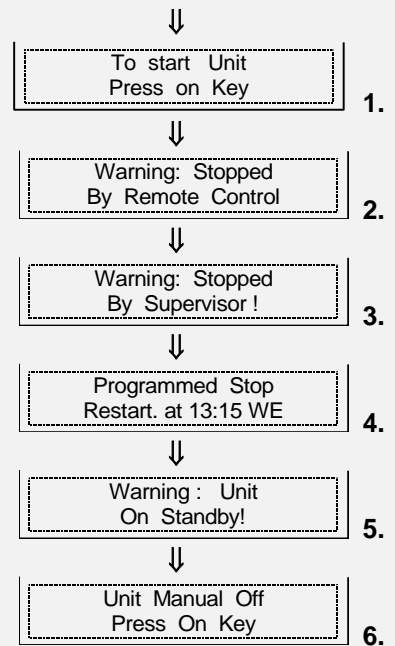 ⇓
To start Unit
Press on Key
1.
⇓
Warning: Stopped
By Remote Control
2.
⇓
Warning: Stopped
By Supervisor !
3.
⇓
Programmed Stop
Restart. at 13:15 WE
4.
⇓
Warning : Unit
On Standby!
5.
⇓
Unit Manual Off
Press On Key
6.